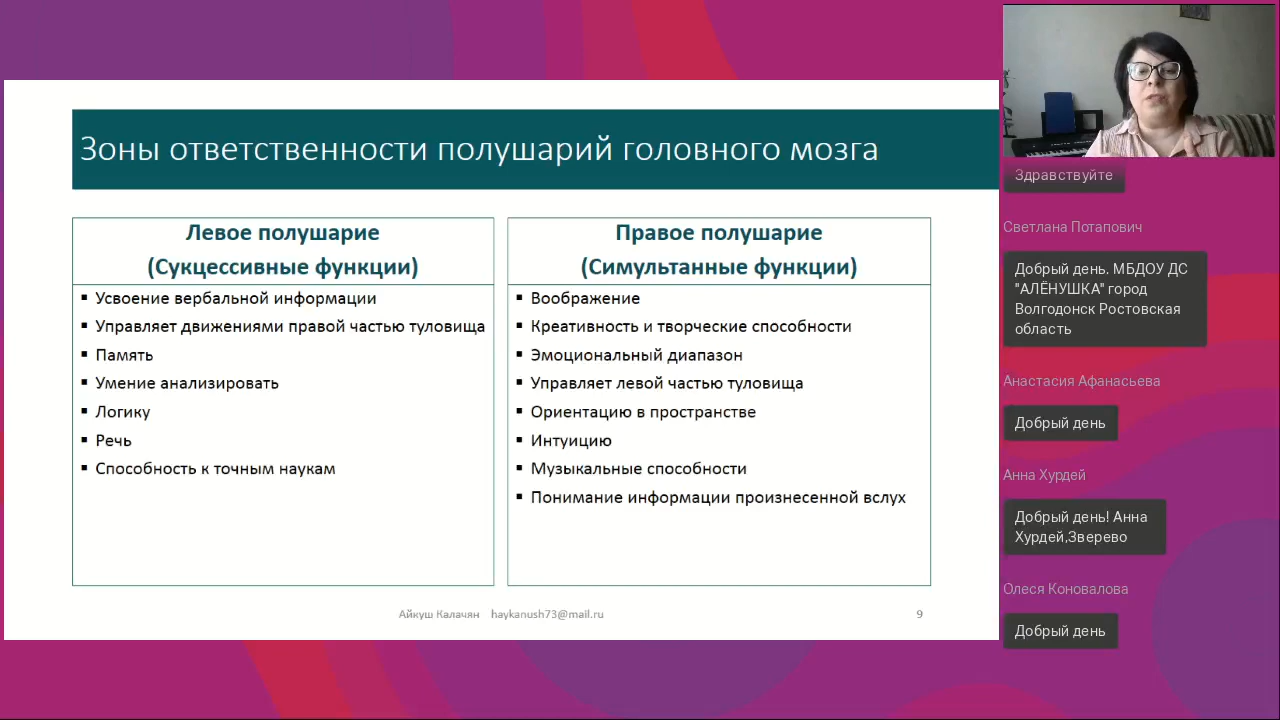 Зоны ответственности полушарий головного мозга
Левое полушарие
(Сукцессивные функции)
▪ Усвоение вербальной информации
▪ Управляет движениями правой частью туловища
▪ Память
▪ Умение анализировать
▪ Логику
▪ Речь
▪ Способность к точным наукам
Правое полушарие
(Симультанные функции)
▪ Воображение
▪ Креативность и творческие способности
▪ Эмоциональный диапазон
▪ Управляет левой частью туловища
▪ Ориентацию в пространстве
▪ Интуицию
▪ Музыкальные способности
▪ Понимание информации произнесенной вслух
Айкуш Калачян haykanush73@mail.ru
9
Здравствуйте
Светлана Потапович
Добрый день. МБДОУ ДС
"АЛЁНУШКА" город
Волгодонск Ростовская
область
Анастасия Афанасьева
Добрый день
Анна Хурдей
Добрый день! Анна
Хурдей,Зверево
Олеся Коновалова
Добрый день